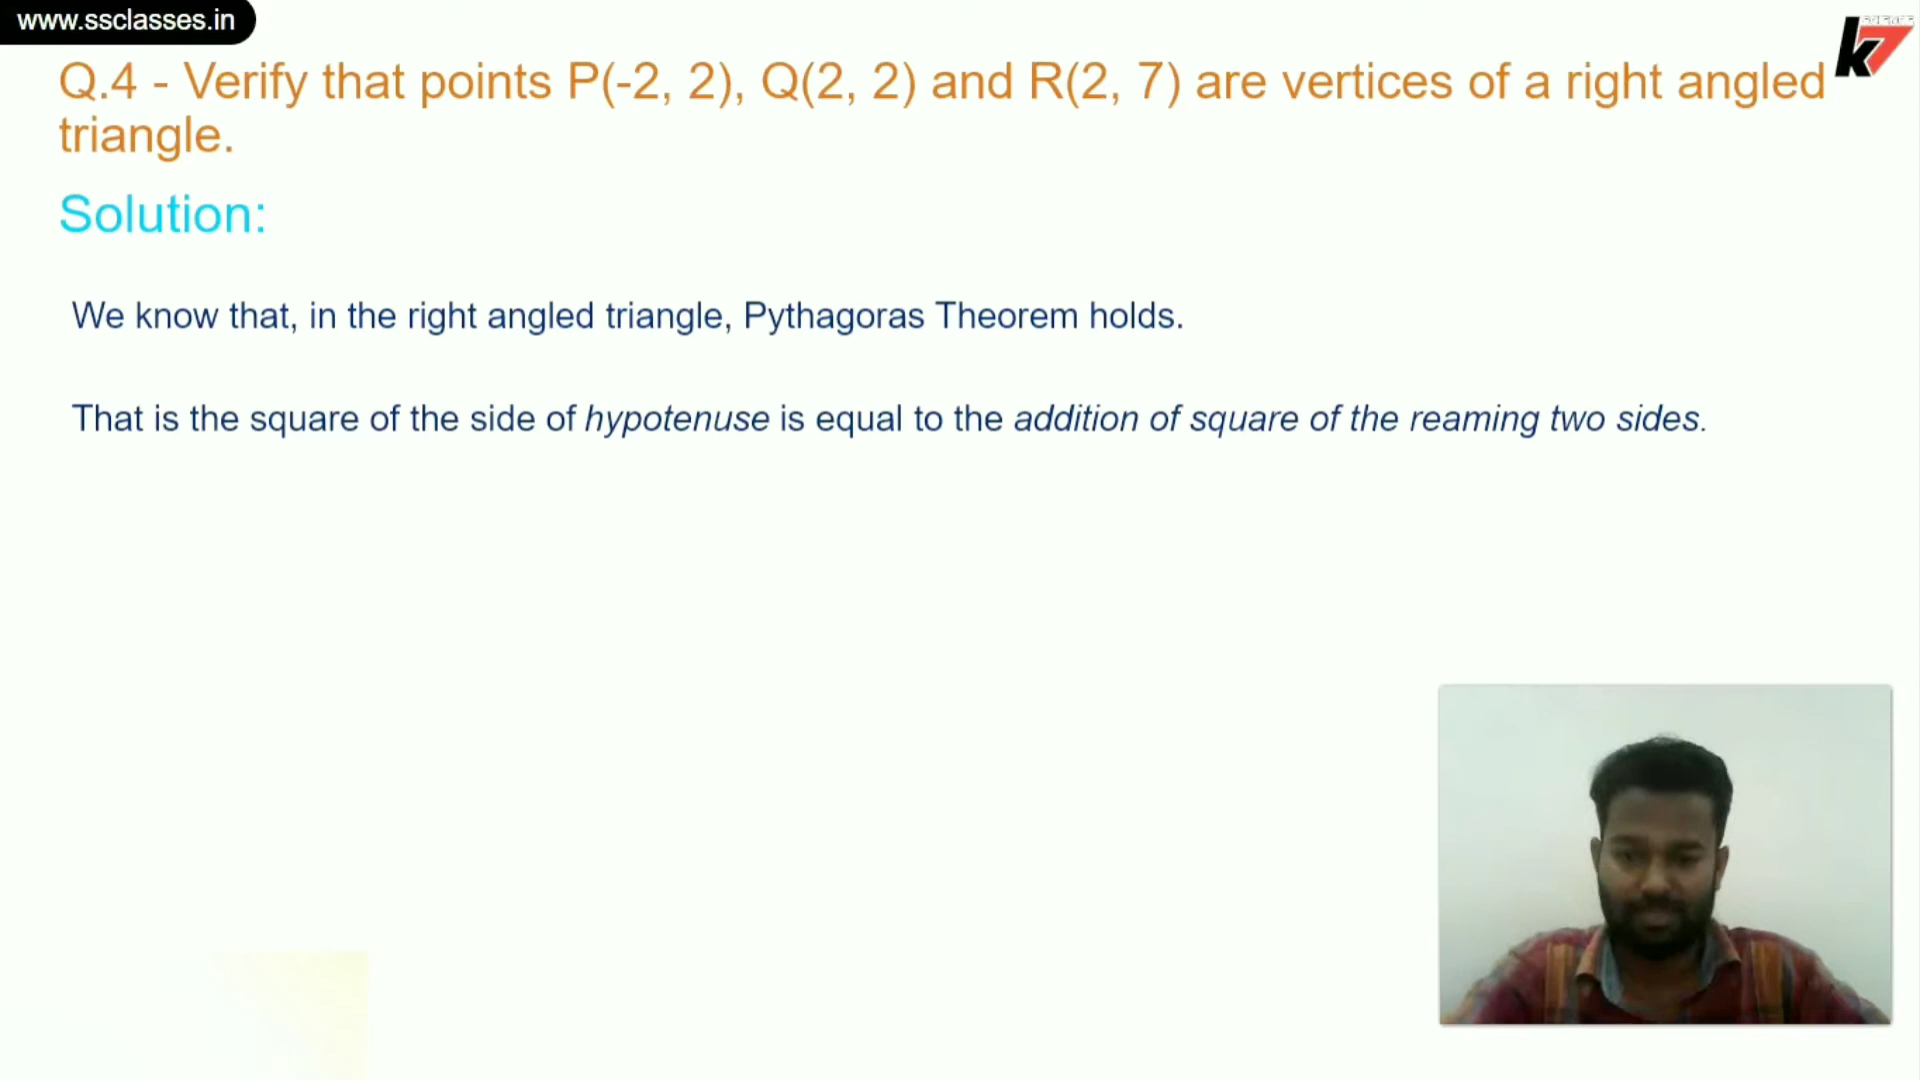 www.ssclasses.in
SCIENCE
k7
Q.4 - Verify that points P(-2, 2), Q(2, 2) and R(2, 7) are vertices of a right angled
triangle.
Solution:
We know that, in the right angled triangle, Pythagoras Theorem holds.
That is the square of the side of hypotenuse is equal to the addition of square of the reaming two sides.